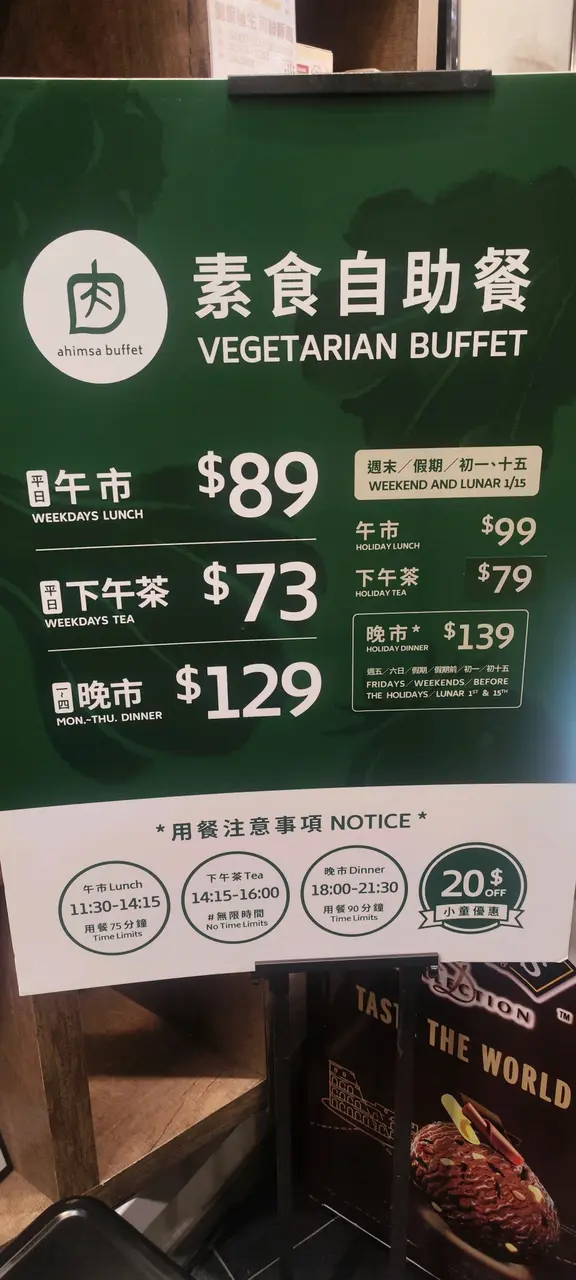 ahimsa buffet
素食自助餐
VEGETARIAN BUFFET
平日 午市 $89
WEEKDAYS LUNCH
平日 下午茶 $73
WEEKDAYS TEA
一~四 晚市 $129
MON.~THU. DINNER
週末／假期／初一、十五
WEEKEND AND LUNAR 1/15
午市 $99
HOLIDAY LUNCH
下午茶 $79
HOLIDAY TEA
晚市* $139
HOLIDAY DINNER
週五／六日／假期／假期前／初一／初十五
FRIDAYS／WEEKENDS／BEFORE
THE HOLIDAYS／LUNAR 1ST & 15TH
*用餐注意事項 NOTICE*
午市 Lunch
11:30-14:15
用餐 75 分鐘
Time Limits
下午茶 Tea
14:15-16:00
#無限時間
No Time Limits
晚市 Dinner
18:00-21:30
用餐 90 分鐘
Time Limits
20$ OFF
小童優惠
TM
THE WORLD